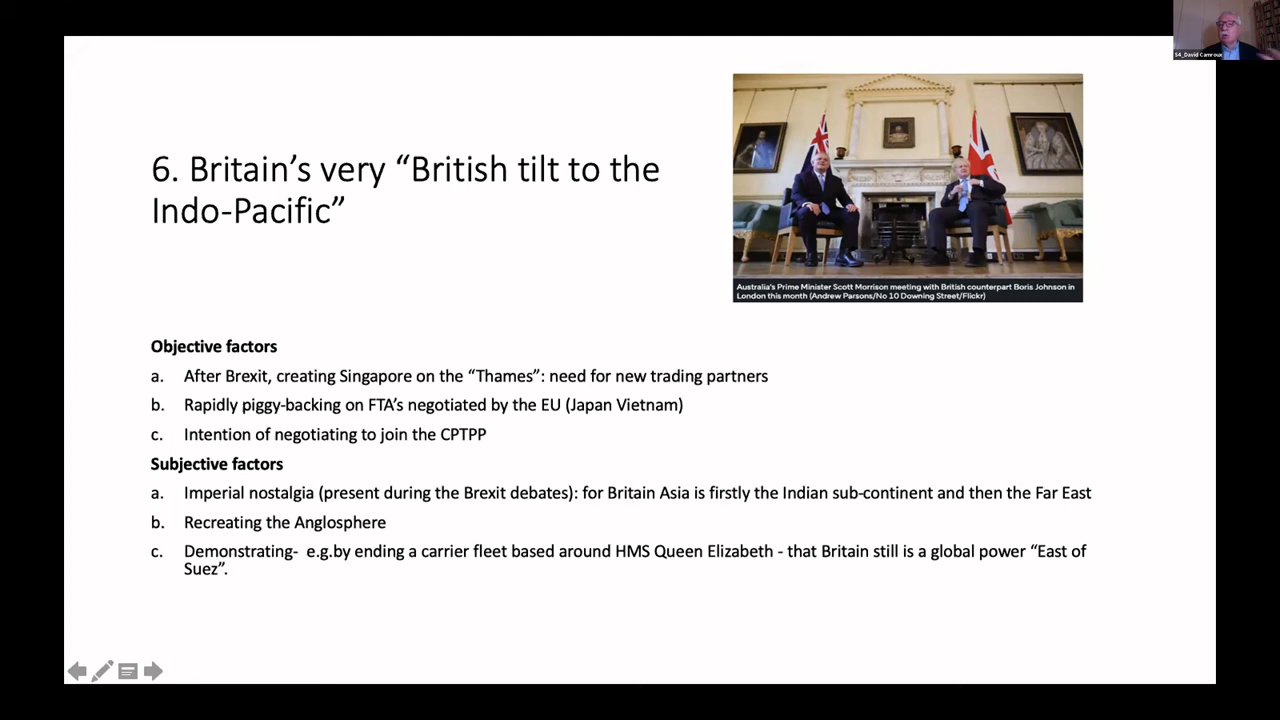 S4_David Camroux
6. Britain’s very “British tilt to the
Indo-Pacific”
Australia's Prime Minister Scott Morrison meeting with British counterpart Boris Johnson in
London this month (Andrew Parsons/No 10 Downing Street/Flickr)
Objective factors
a. After Brexit, creating Singapore on the “Thames”: need for new trading partners
b. Rapidly piggy-backing on FTA’s negotiated by the EU (Japan Vietnam)
c. Intention of negotiating to join the CPTPP
Subjective factors
a. Imperial nostalgia (present during the Brexit debates): for Britain Asia is firstly the Indian sub-continent and then the Far East
b. Recreating the Anglosphere
c. Demonstrating- e.g.by ending a carrier fleet based around HMS Queen Elizabeth - that Britain still is a global power “East of
Suez”.